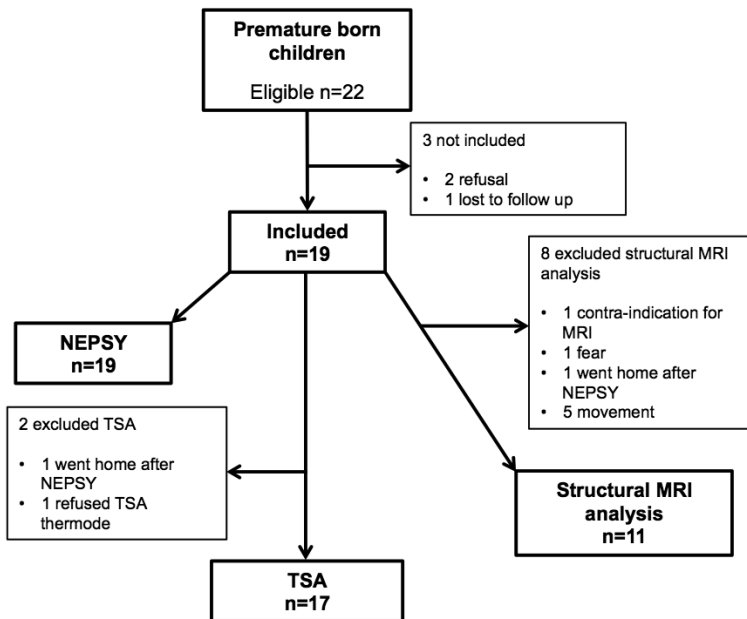 Premature born
children
Eligible n=22
3 not included
• 2 refusal
• 1 lost to follow up
Included
n=19
8 excluded structural MRI
analysis
• 1 contra-indication for
MRI
• 1 fear
• 1 went home after
NEPSY
• 5 movement
NEPSY
n=19
2 excluded TSA
• 1 went home after
NEPSY
• 1 refused TSA
thermode
Structural MRI
analysis
n=11
TSA
n=17